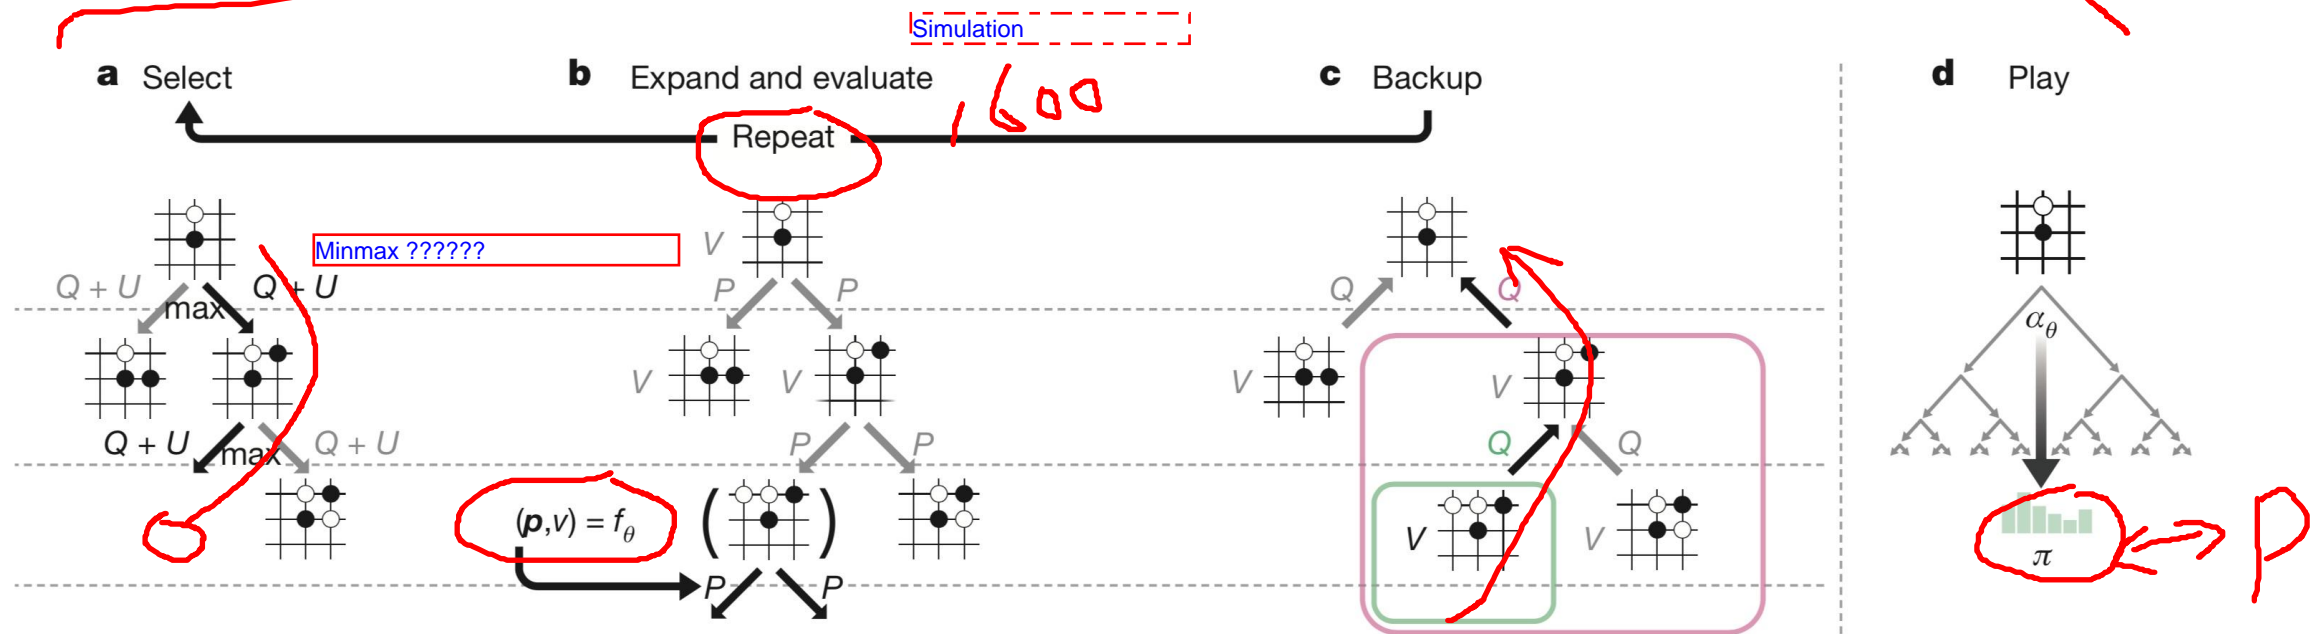 Simulation
a Select
b Expand and evaluate
c Backup
d Play
Repeat
1600
Minmax ??????
Q + U
max
Q + U
Q + U
max
Q + U
V
P
P
V
V
P
P
(p,v) = fθ
( )
P
P
Q
Q
V
V
Q
Q
V
V
αθ
π
P